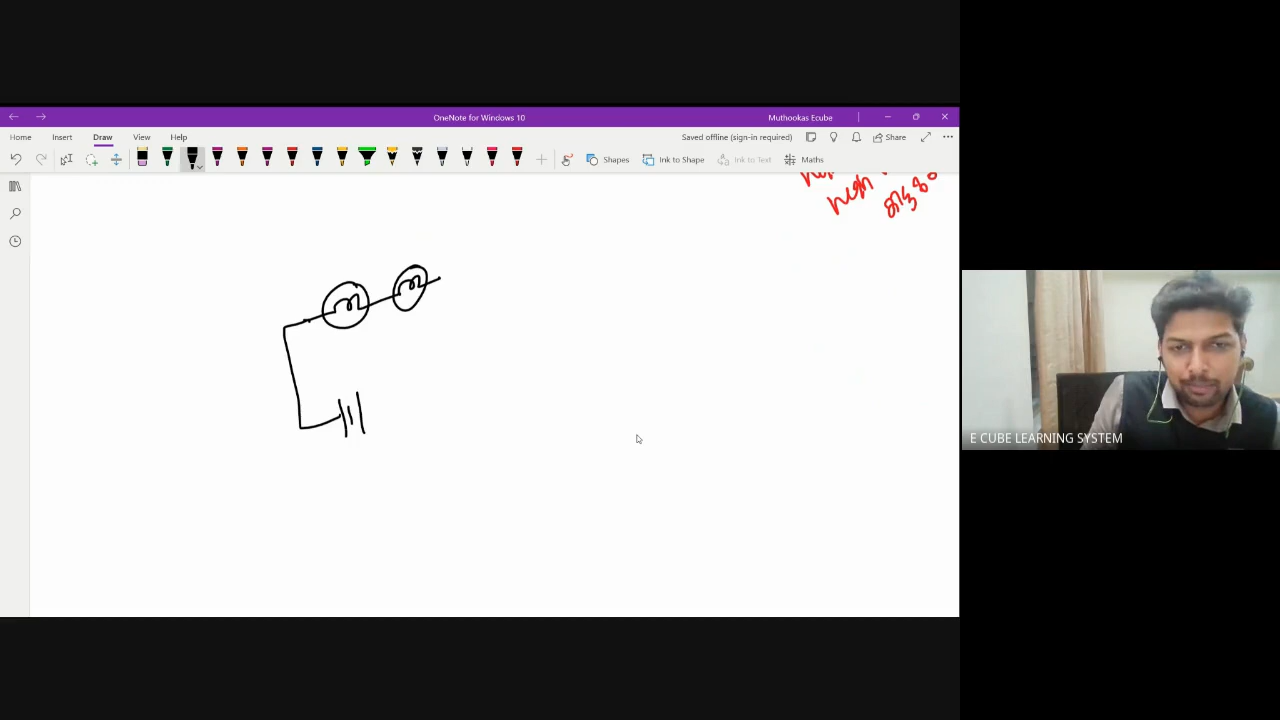 OneNote for Windows 10
Muthookas Ecube
Home Insert Draw View Help
Saved offline (sign-in required)
Share
Shapes
Ink to Shape
Ink to Text
Maths
E CUBE LEARNING SYSTEM